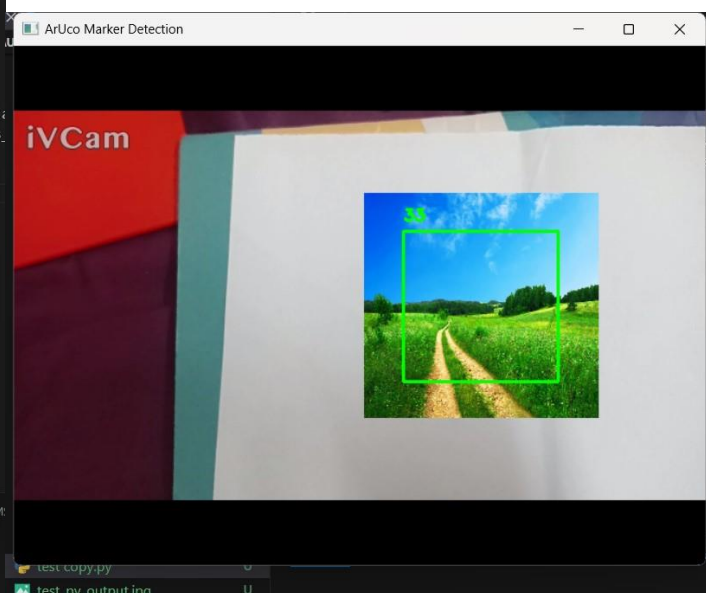 ArUco Marker Detection
iVCam
33
test copy.py
U
test_py_output.jpg
U